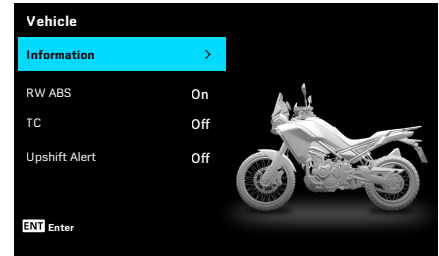 Vehicle
Information >
RW ABS On
TC Off
Upshift Alert Off
ENT Enter